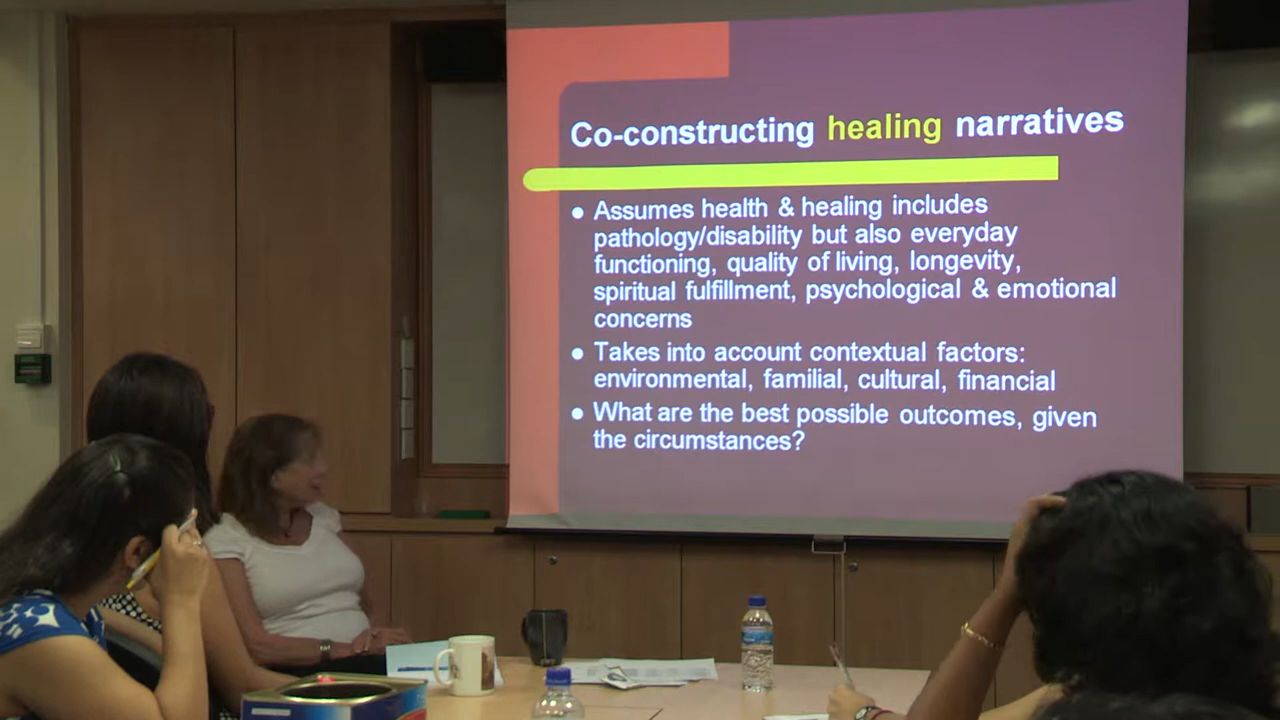 Co-constructing healing narratives
● Assumes health & healing includes
pathology/disability but also everyday
functioning, quality of living, longevity,
spiritual fulfillment, psychological & emotional
concerns
● Takes into account contextual factors:
environmental, familial, cultural, financial
● What are the best possible outcomes, given
the circumstances?